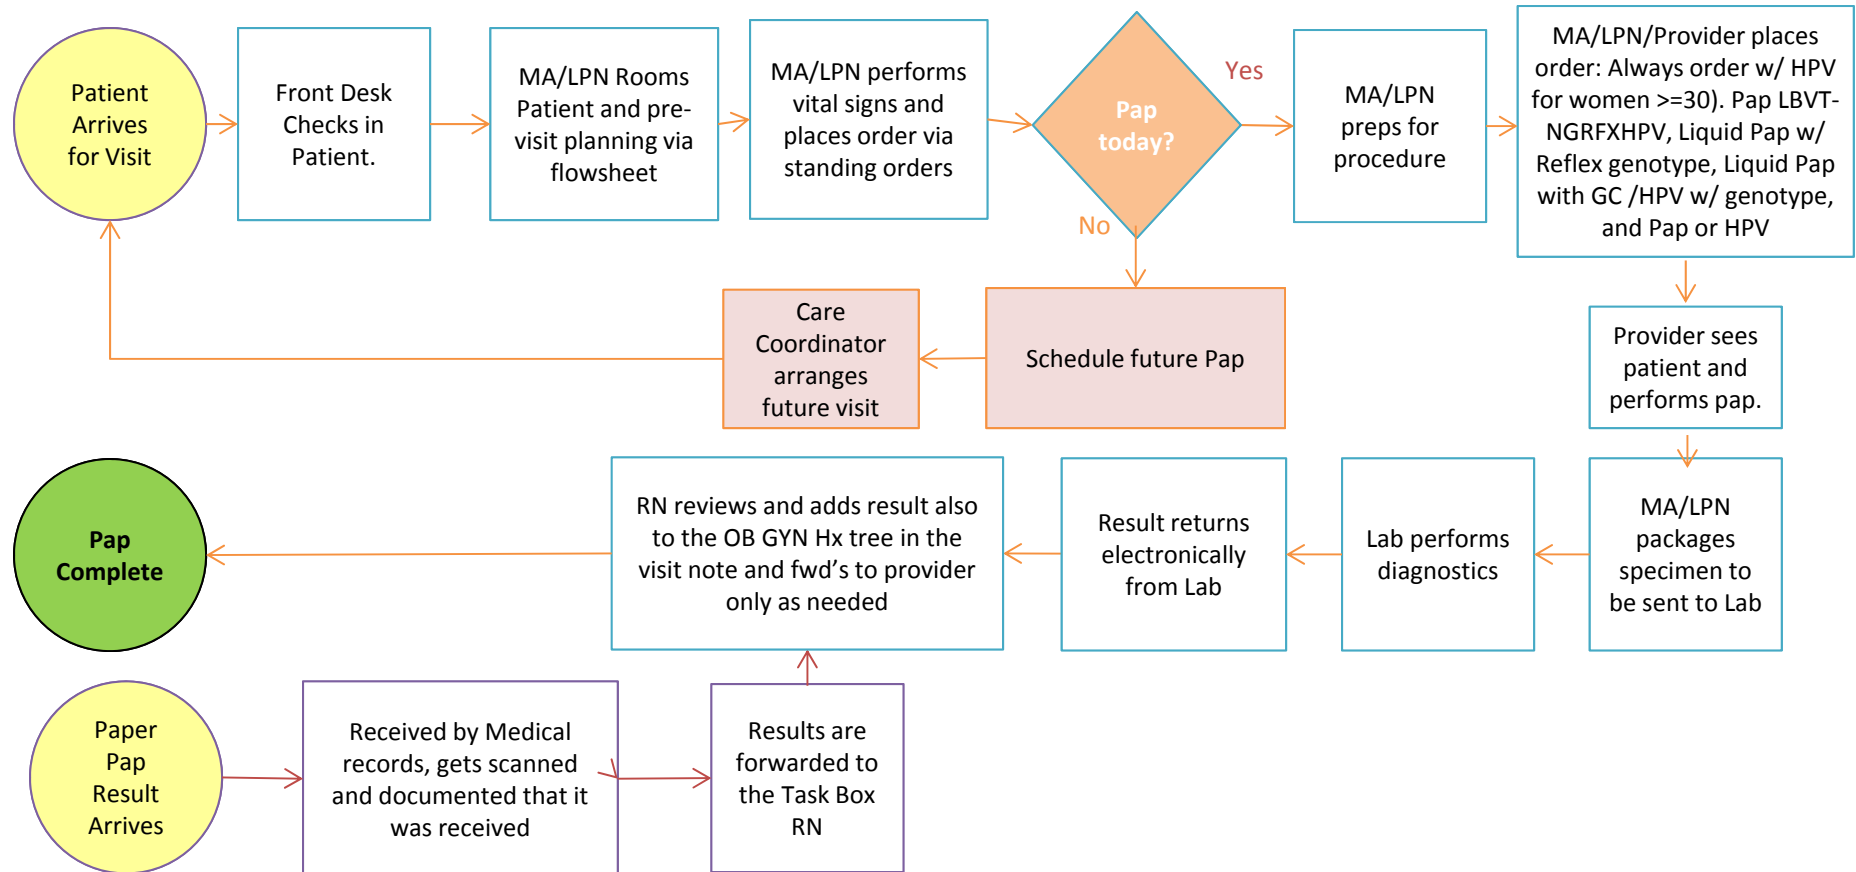 Patient
Arrives
for Visit
Front Desk
Checks in
Patient.
MA/LPN Rooms
Patient and pre-
visit planning via
flowsheet
MA/LPN performs
vital signs and
places order via
standing orders
Pap
today?
Yes
No
MA/LPN
preps for
procedure
MA/LPN/Provider places
order: Always order w/ HPV
for women >=30). Pap LBVT-
NGRFXHPV, Liquid Pap w/
Reflex genotype, Liquid Pap
with GC /HPV w/ genotype,
and Pap or HPV
Care
Coordinator
arranges
future visit
Schedule future Pap
Provider sees
patient and
performs pap.
Pap
Complete
RN reviews and adds result also
to the OB GYN Hx tree in the
visit note and fwd's to provider
only as needed
Result returns
electronically
from Lab
Lab performs
diagnostics
MA/LPN
packages
specimen to
be sent to Lab
Paper
Pap
Result
Arrives
Received by Medical
records, gets scanned
and documented that it
was received
Results are
forwarded to
the Task Box
RN